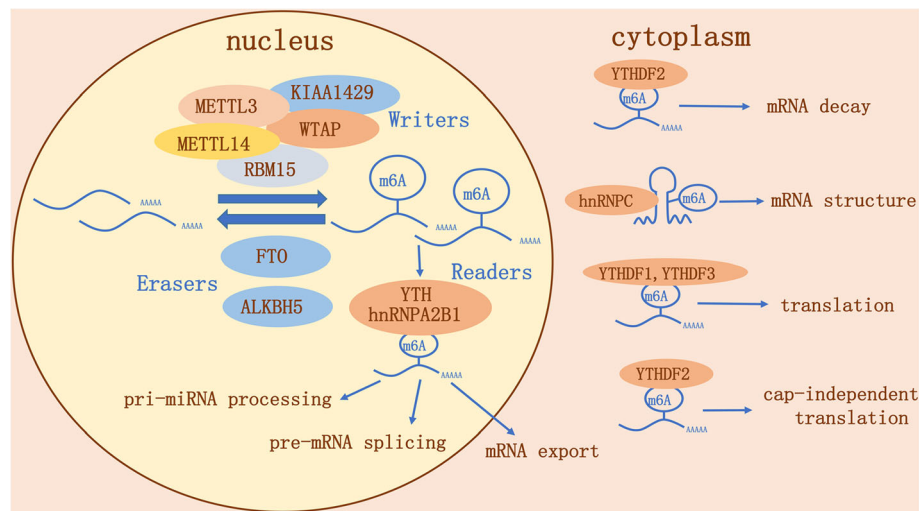 nucleus
cytoplasm
KIAA1429
METTL3
WTAP
METTL14
RBM15
Writers
AAAAA
AAAAA
m6A
m6A
AAAAA
AAAAA
FTO
Erasers
ALKBH5
Readers
YTH
hnRNPA2B1
m6A
AAAAA
pri-miRNA processing
pre-mRNA splicing
mRNA export
YTHDF2
m6A
AAAAA
mRNA decay
hnRNPC
m6A
mRNA structure
YTHDF1, YTHDF3
m6A
AAAAA
translation
YTHDF2
m6A
AAAAA
cap-independent
translation